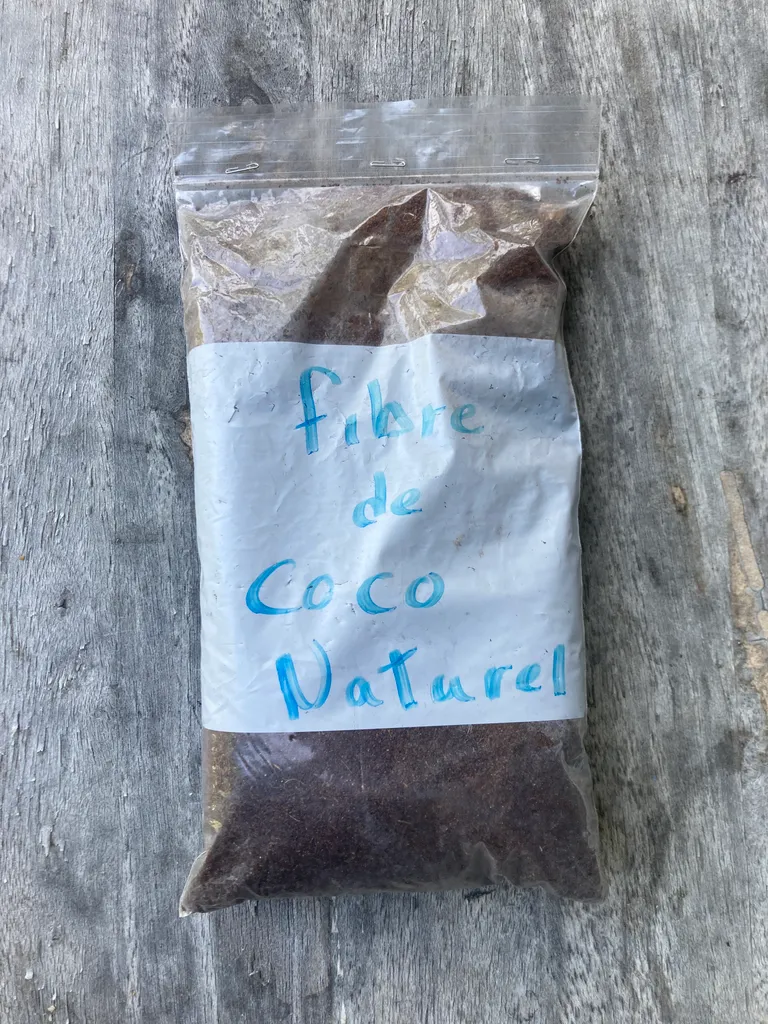 fibre
de
Coco
Naturel